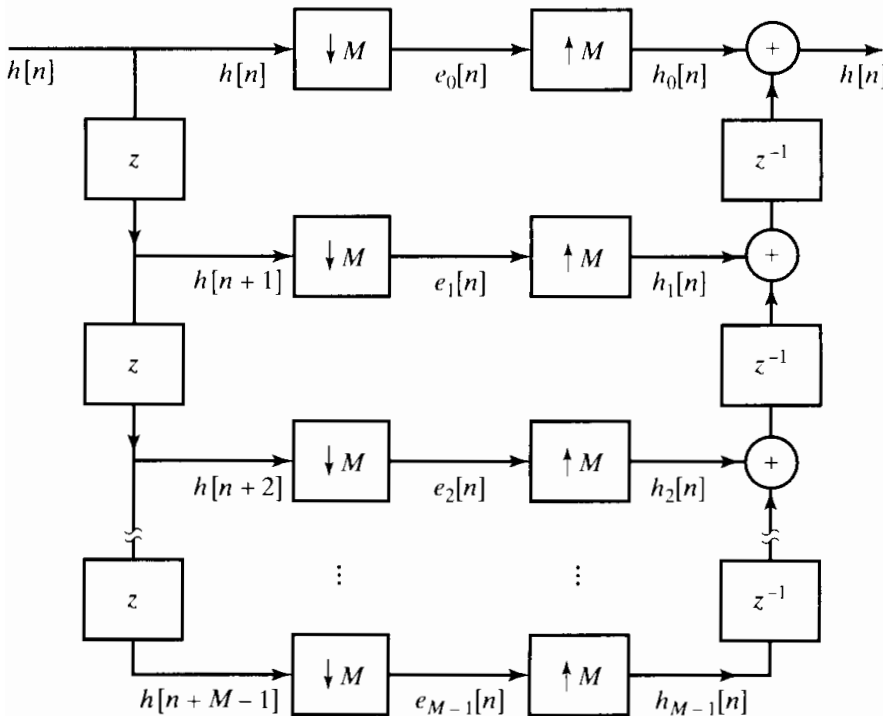 ↓ M ↑ M +
h[n] h[n] e₀[n] h₀[n] h[n]
z z⁻¹
↓ M ↑ M +
h[n + 1] e₁[n] h₁[n]
z z⁻¹
↓ M ↑ M +
h[n + 2] e₂[n] h₂[n]
z ⋮ ⋮ z⁻¹
↓ M ↑ M
h[n + M − 1] e_{M−1}[n] h_{M−1}[n]